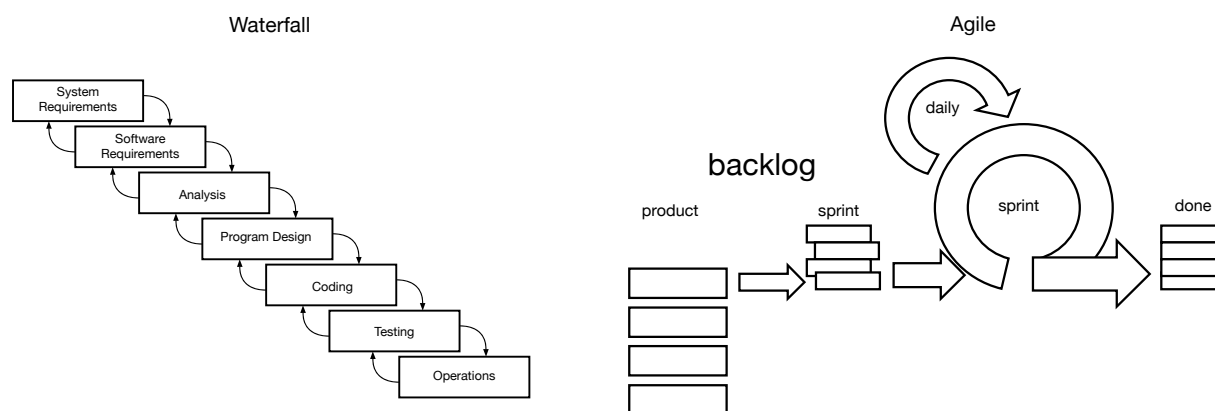 Waterfall
System
Requirements
Software
Requirements
Analysis
Program Design
Coding
Testing
Operations
Agile
daily
backlog
product
sprint
sprint
done